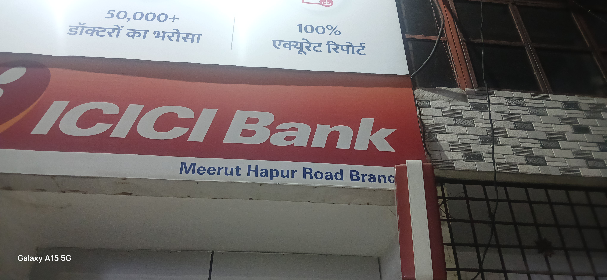 50,000+
डॉक्टरों का भरोसा
100%
एक्यूरेट रिपोर्ट
ICICI Bank
Meerut Hapur Road Branc
Galaxy A15 5G